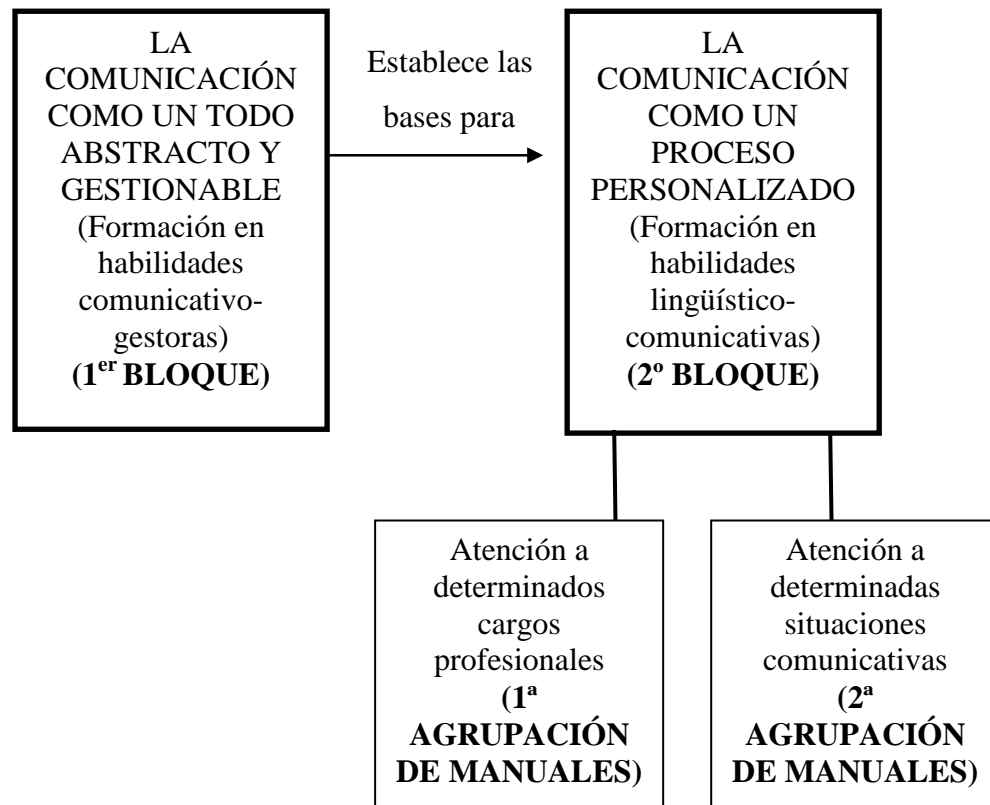 LA
COMUNICACIÓN
COMO UN TODO
ABSTRACTO Y
GESTIONABLE
(Formación en
habilidades
comunicativo-
gestoras)
(1er BLOQUE)
Establece las
bases para
LA
COMUNICACIÓN
COMO UN
PROCESO
PERSONALIZADO
(Formación en
habilidades
lingüístico-
comunicativas)
(2º BLOQUE)
Atención a
determinados
cargos
profesionales
(1ª
AGRUPACIÓN
DE MANUALES)
Atención a
determinadas
situaciones
comunicativas
(2ª
AGRUPACIÓN
DE MANUALES)